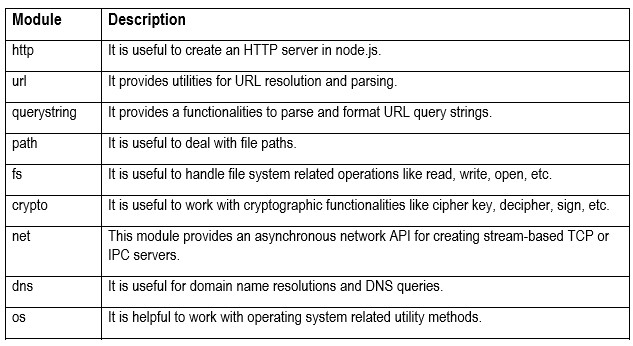 Module Description
http It is useful to create an HTTP server in node.js.
url It provides utilities for URL resolution and parsing.
querystring It provides a functionalities to parse and format URL query strings.
path It is useful to deal with file paths.
fs It is useful to handle file system related operations like read, write, open, etc.
crypto It is useful to work with cryptographic functionalities like cipher key, decipher, sign, etc.
net This module provides an asynchronous network API for creating stream-based TCP or
IPC servers.
dns It is useful for domain name resolutions and DNS queries.
os It is helpful to work with operating system related utility methods.